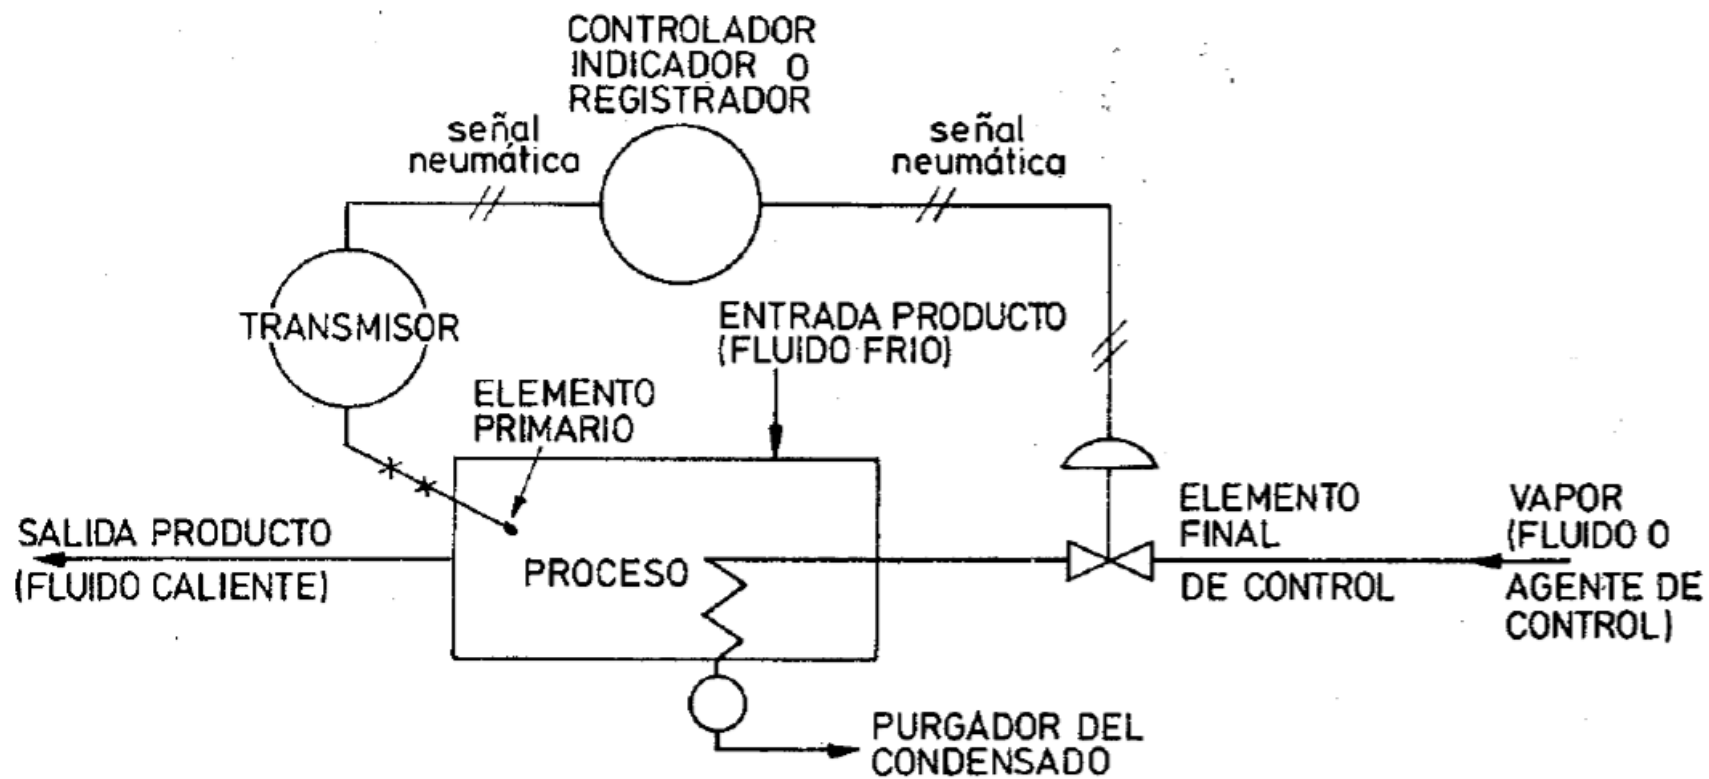 CONTROLADOR
INDICADOR O
REGISTRADOR
señal
neumática
señal
neumática
TRANSMISOR
ENTRADA PRODUCTO
(FLUIDO FRIO)
ELEMENTO
PRIMARIO
SALIDA PRODUCTO
(FLUIDO CALIENTE)
PROCESO
ELEMENTO
FINAL
DE CONTROL
VAPOR
(FLUIDO O
AGENTE DE
CONTROL)
PURGADOR DEL
CONDENSADO